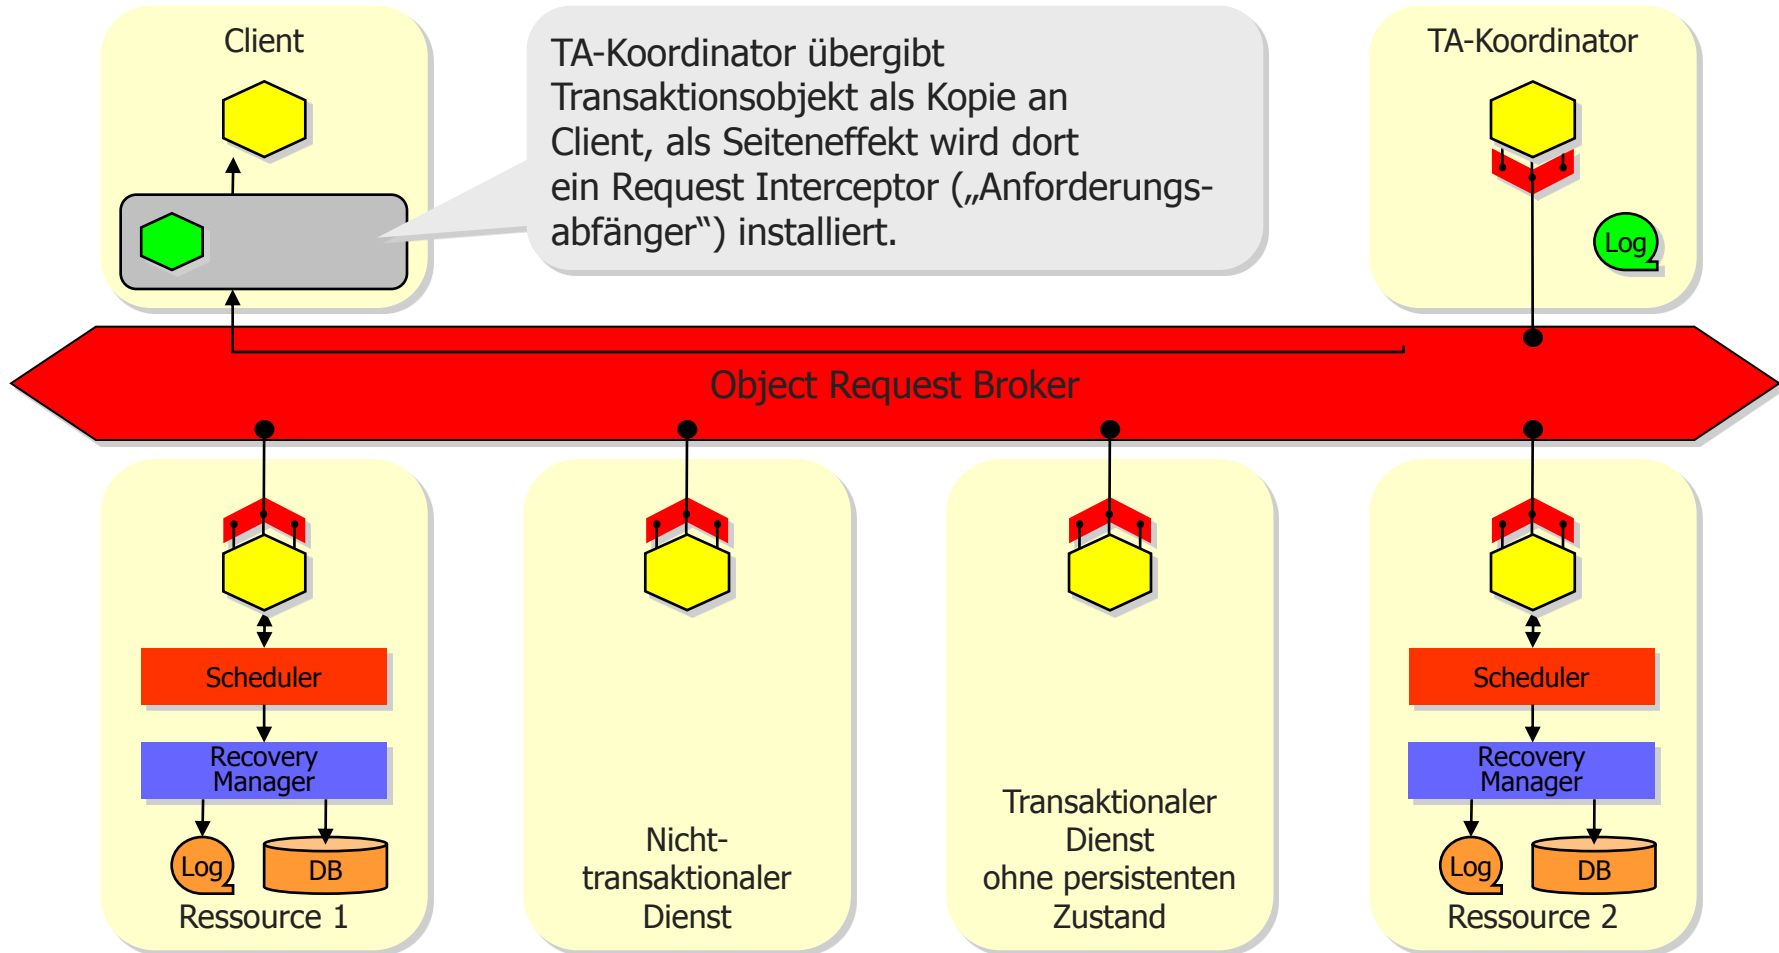 Client
TA-Koordinator übergibt
Transaktionsobjekt als Kopie an
Client, als Seiteneffekt wird dort
ein Request Interceptor („Anforderungs-
abfänger“) installiert.
TA-Koordinator
Log
Object Request Broker
Scheduler
Recovery
Manager
Log
DB
Ressource 1
Nicht-
transaktionaler
Dienst
Transaktionaler
Dienst
ohne persistenten
Zustand
Scheduler
Recovery
Manager
Log
DB
Ressource 2